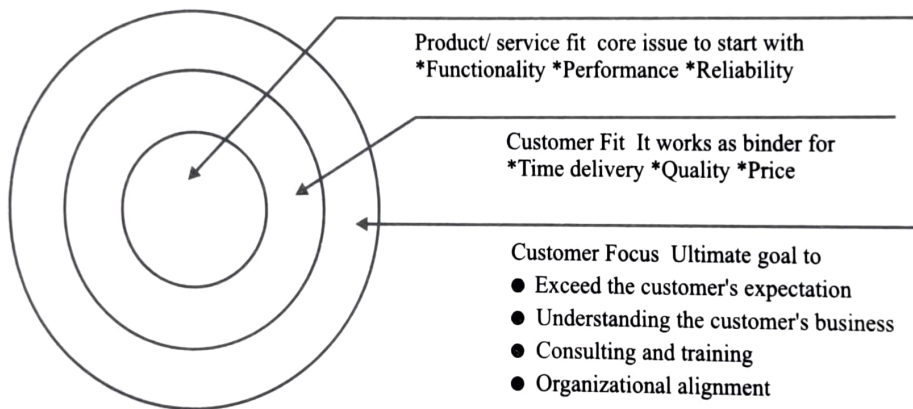 Product/ service fit core issue to start with
*Functionality *Performance *Reliability
Customer Fit It works as binder for
*Time delivery *Quality *Price
Customer Focus Ultimate goal to
● Exceed the customer's expectation
● Understanding the customer's business
● Consulting and training
● Organizational alignment